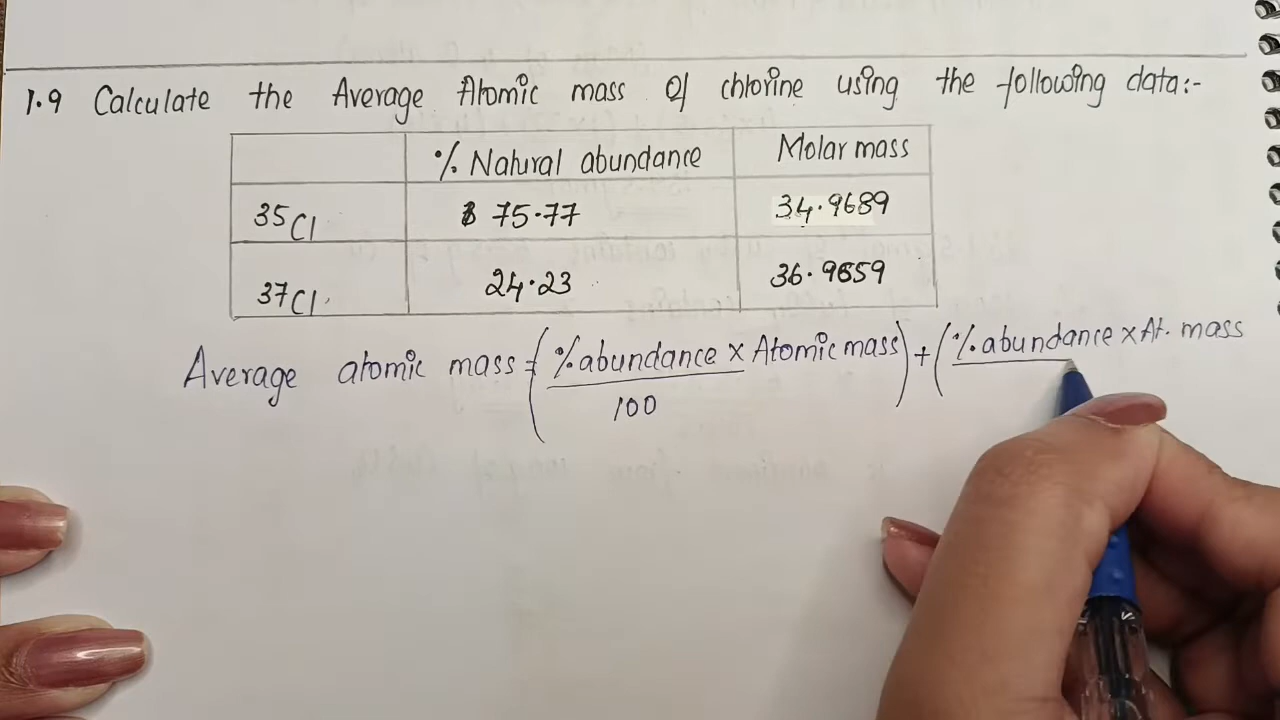 1.9 Calculate the Average Atomic mass of chlorine using the following data:-
% Natural abundance Molar mass
35Cl 75.77 34.9689
37Cl 24.23 36.9659
Average atomic mass = (% abundance x Atomic mass) + (% abundance x At. mass
100